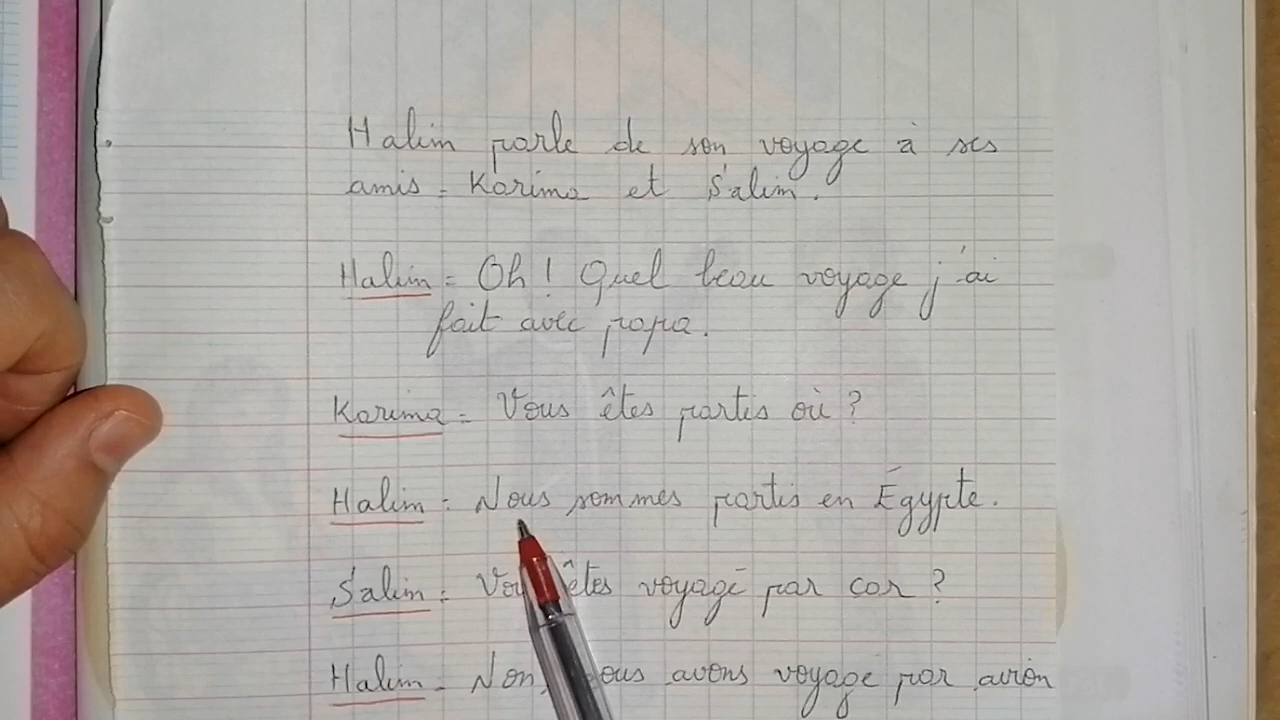 Halim parle de son voyage à ses
amis = Karima et Salim.
Halim = Oh ! Quel beau voyage j'ai
fait avec papa.
Karima = Vous êtes partis où ?
Halim : Nous sommes partis en Égypte.
Salim : êtes voyagé par car ?
Halim = Non, nous avons voyagé par avion